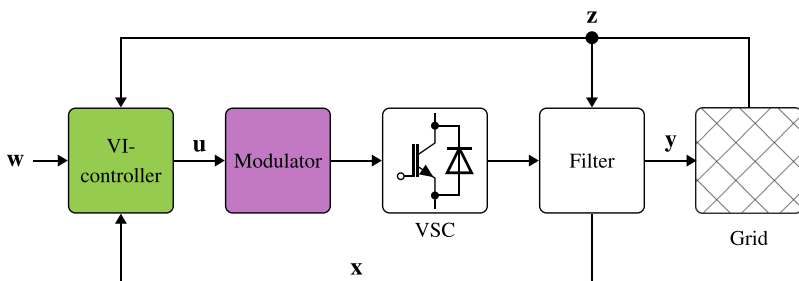 z
w
VI-
controller
u
Modulator
VSC
Filter
y
Grid
x